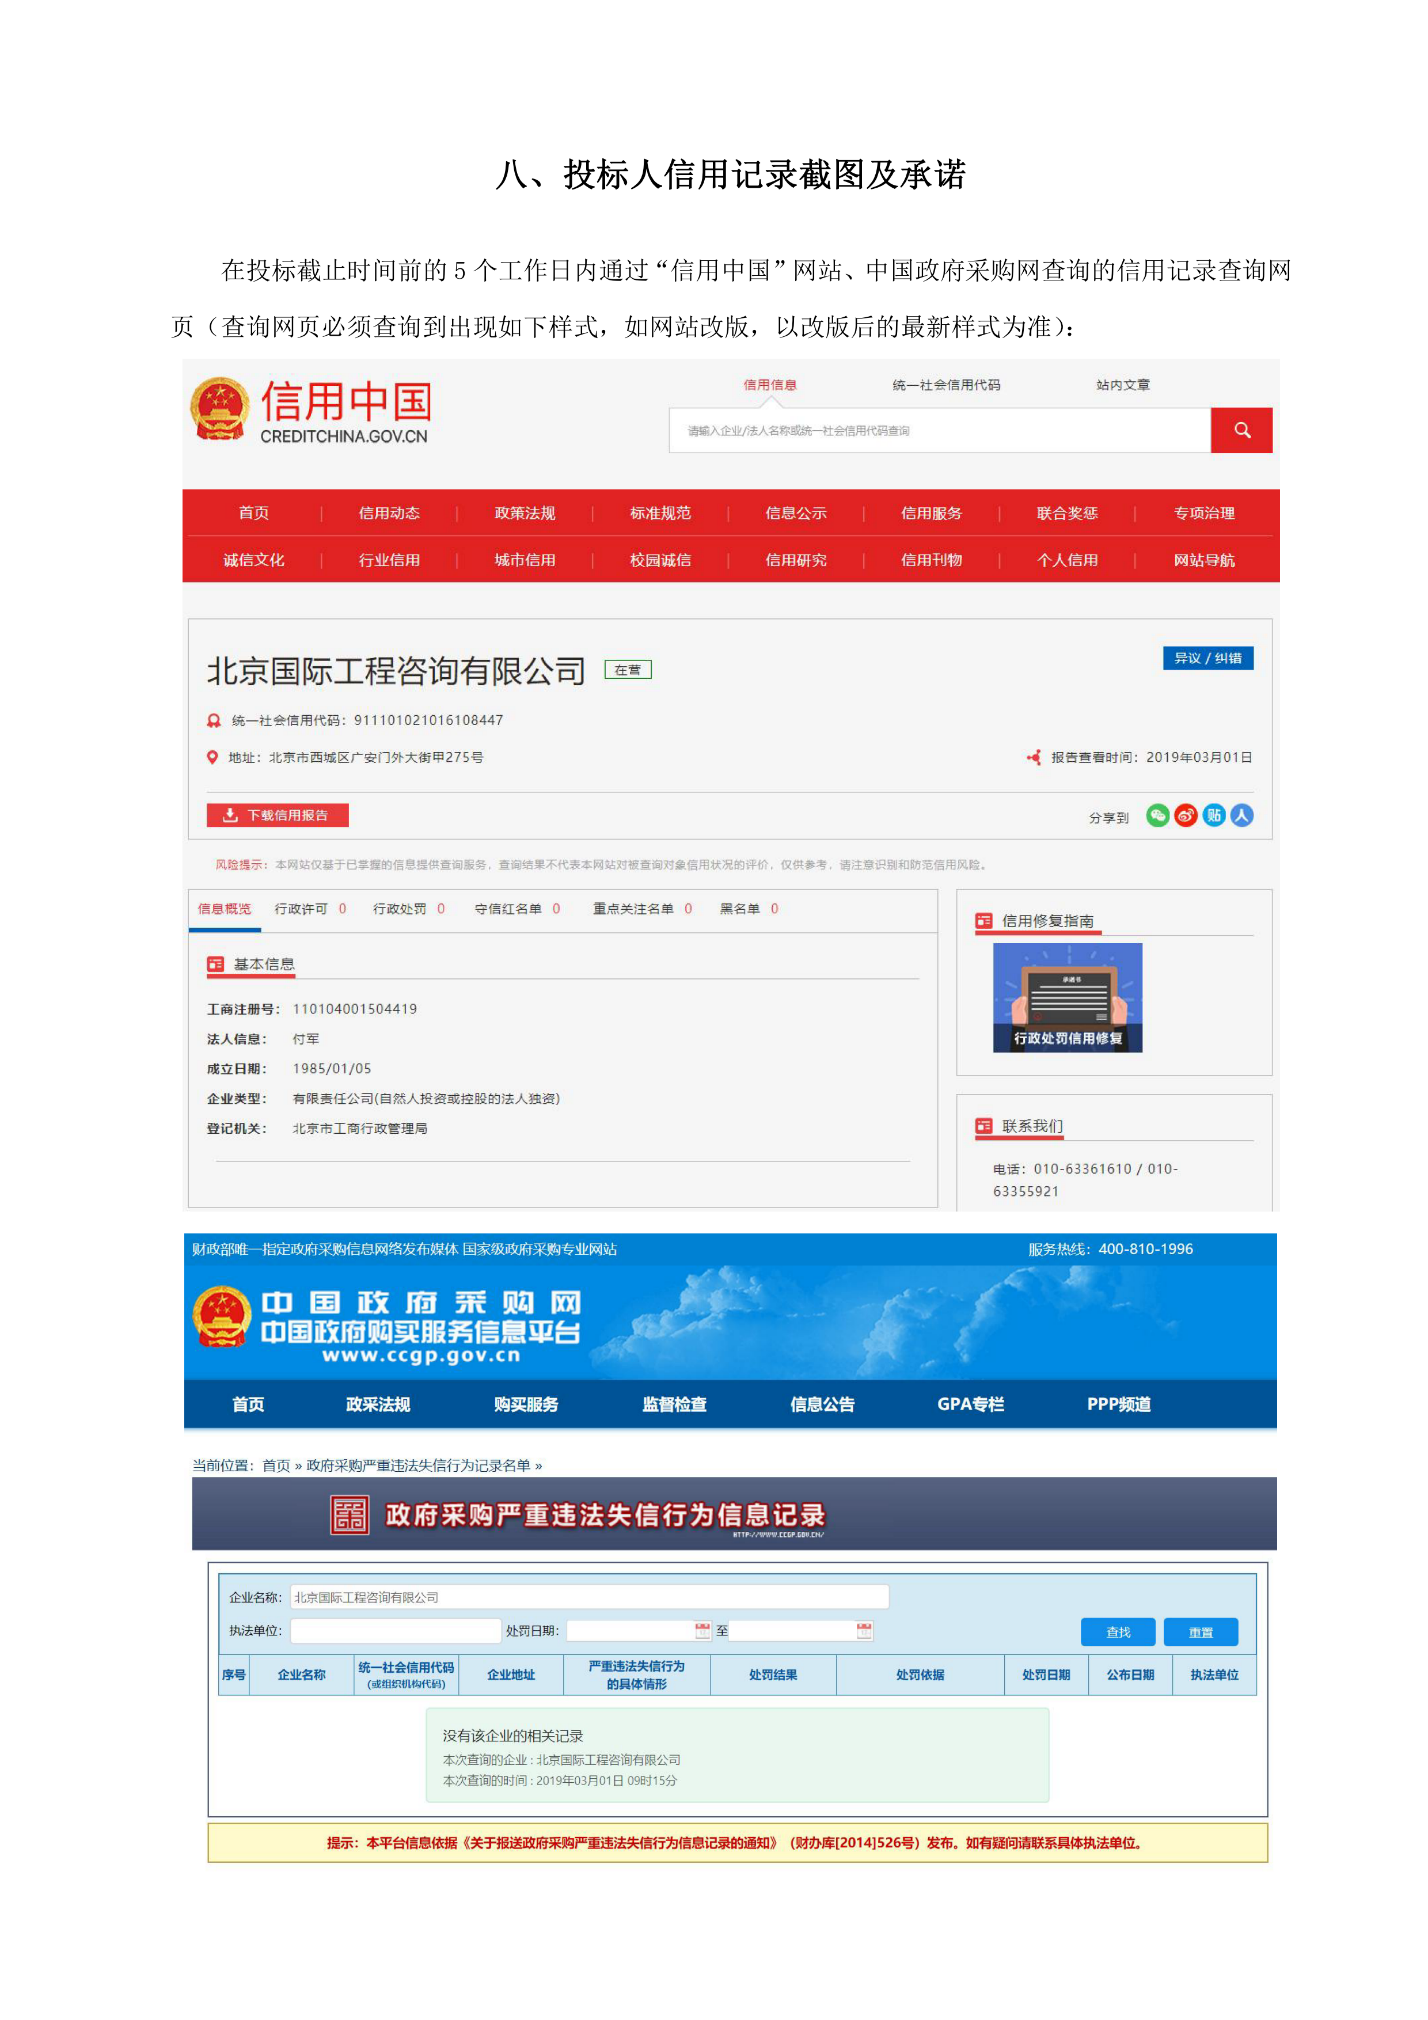 八、投标人信用记录截图及承诺
在投标截止时间前的 5 个工作日内通过“信用中国”网站、中国政府采购网查询的信用记录查询网
页（查询网页必须查询到出现如下样式，如网站改版，以改版后的最新样式为准）：
信用中国
CREDITCHINA.GOV.CN
信用信息 统一社会信用代码 站内文章
请输入企业/法人名称或统一社会信用代码查询
首页 | 信用动态 | 政策法规 | 标准规范 | 信息公示 | 信用服务 | 联合奖惩 | 专项治理
诚信文化 | 行业信用 | 城市信用 | 校园诚信 | 信用研究 | 信用刊物 | 个人信用 | 网站导航
北京国际工程咨询有限公司 在营
异议 / 纠错
统一社会信用代码：911101021016108447
地址：北京市西城区广安门外大街甲275号
报告查看时间：2019年03月01日
下载信用报告
分享到 贴 人
风险提示：本网站仅基于已掌握的信息提供查询服务，查询结果不代表本网站对被查询对象信用状况的评价，仅供参考，请注意识别和防范信用风险。
信息概览 行政许可 0 行政处罚 0 守信红名单 0 重点关注名单 0 黑名单 0
基本信息
工商注册号： 110104001504419
法人信息： 付军
成立日期： 1985/01/05
企业类型： 有限责任公司(自然人投资或控股的法人独资)
登记机关： 北京市工商行政管理局
信用修复指南
承诺书
行政处罚信用修复
联系我们
电话：010-63361610 / 010-
63355921
财政部唯一指定政府采购信息网络发布媒体 国家级政府采购专业网站
服务热线：400-810-1996
中国政府采购网
中国政府购买服务信息平台
www.ccgp.gov.cn
首页 政采法规 购买服务 监督检查 信息公告 GPA专栏 PPP频道
当前位置：首页 » 政府采购严重违法失信行为记录名单 »
政府采购严重违法失信行为信息记录
HTTP://WWW.CCGP.GOV.CN/
企业名称： 北京国际工程咨询有限公司
执法单位： 处罚日期： 至 查找 重置
序号 企业名称 统一社会信用代码(或组织机构代码) 企业地址 严重违法失信行为的具体情形 处罚结果 处罚依据 处罚日期 公布日期 执法单位
没有该企业的相关记录
本次查询的企业 : 北京国际工程咨询有限公司
本次查询的时间 : 2019年03月01日 09时15分
提示：本平台信息依据《关于报送政府采购严重违法失信行为信息记录的通知》（财办库[2014]526号）发布。如有疑问请联系具体执法单位。